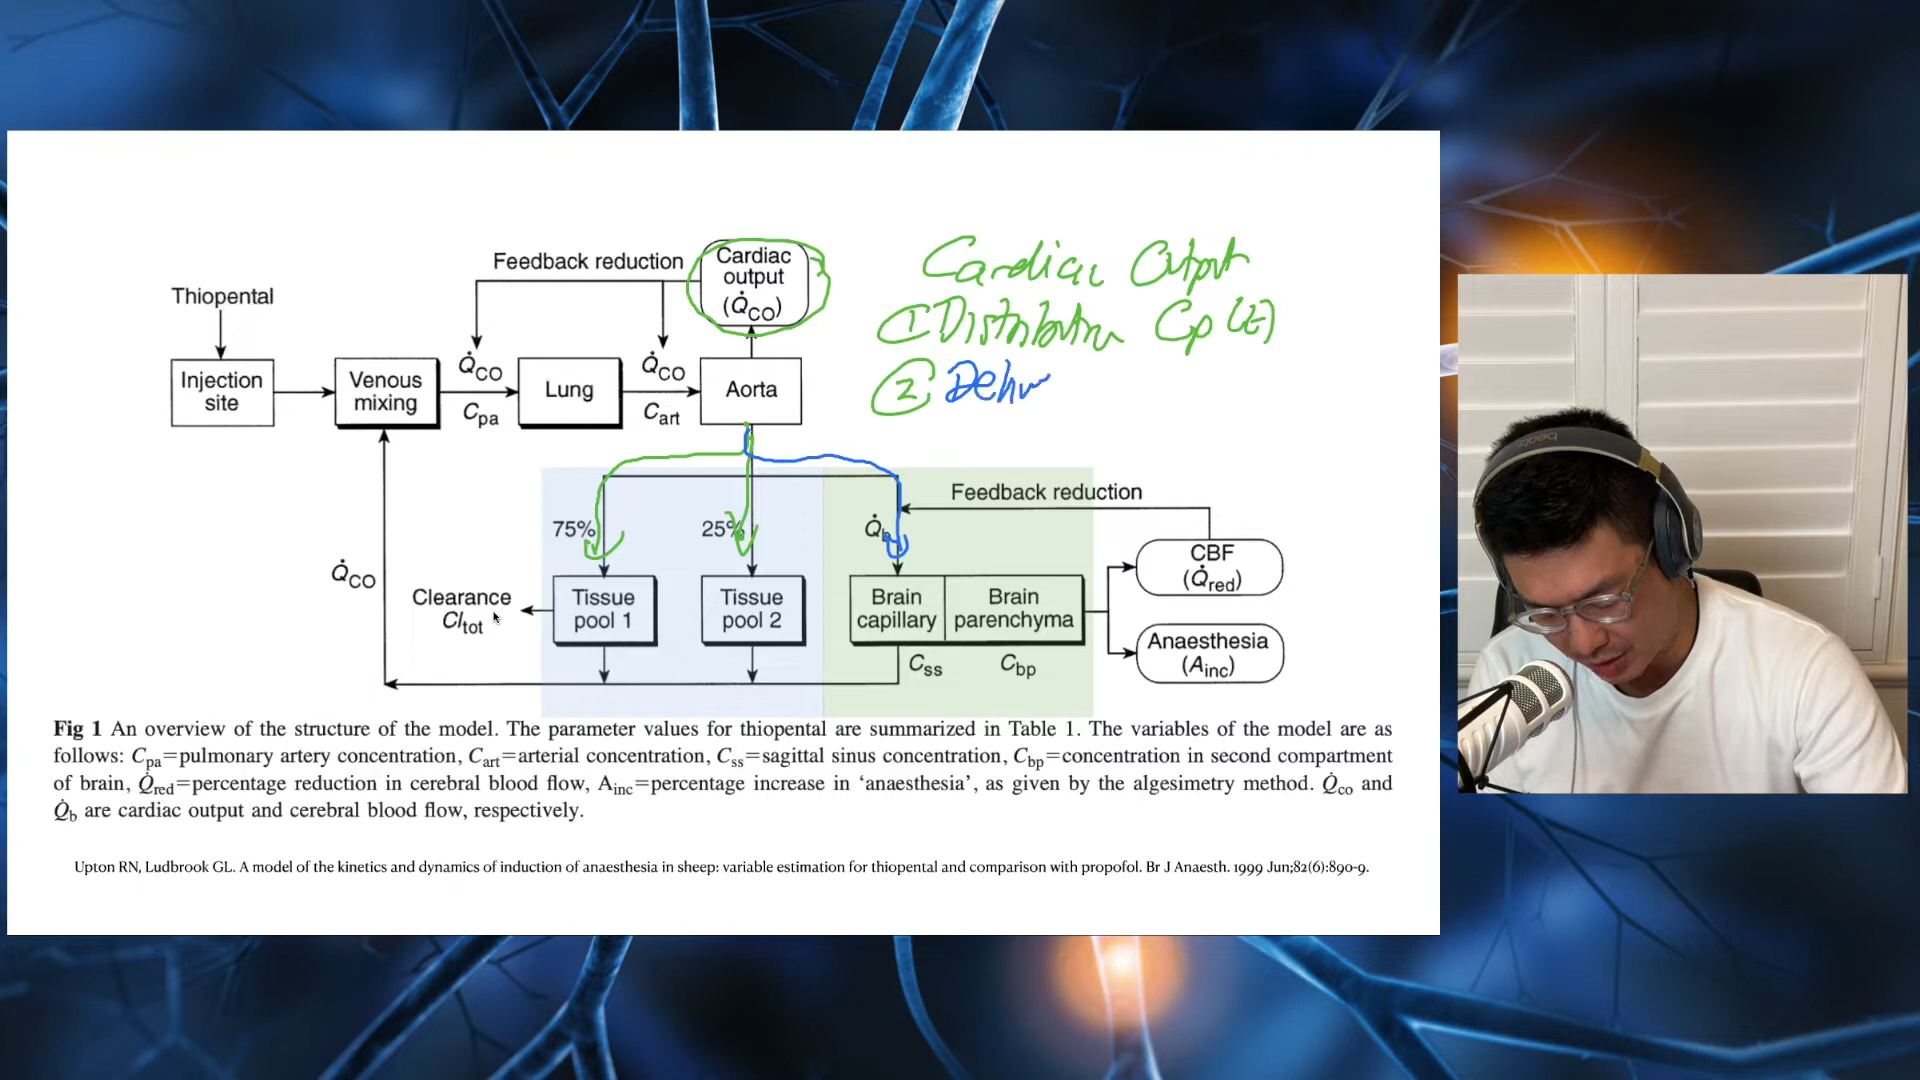 Feedback reduction
Cardiac
output
(Q̇CO)
Cardiac Output
Thiopental
① Distribution Cp(t)
Q̇CO
Q̇CO
② Deliv
Injection
site
Venous
mixing
Lung
Aorta
Cpa
Cart
Feedback reduction
75%
25%
Q̇b
Q̇CO
CBF
(Q̇red)
Clearance
Cltot
Tissue
pool 1
Tissue
pool 2
Brain
capillary
Brain
parenchyma
Anaesthesia
(Ainc)
Css
Cbp
Fig 1 An overview of the structure of the model. The parameter values for thiopental are summarized in Table 1. The variables of the model are as
follows: Cpa=pulmonary artery concentration, Cart=arterial concentration, Css=sagittal sinus concentration, Cbp=concentration in second compartment
of brain, Q̇red=percentage reduction in cerebral blood flow, Ainc=percentage increase in ‘anaesthesia’, as given by the algesimetry method. Q̇co and
Q̇b are cardiac output and cerebral blood flow, respectively.
Upton RN, Ludbrook GL. A model of the kinetics and dynamics of induction of anaesthesia in sheep: variable estimation for thiopental and comparison with propofol. Br J Anaesth. 1999 Jun;82(6):890-9.
beats